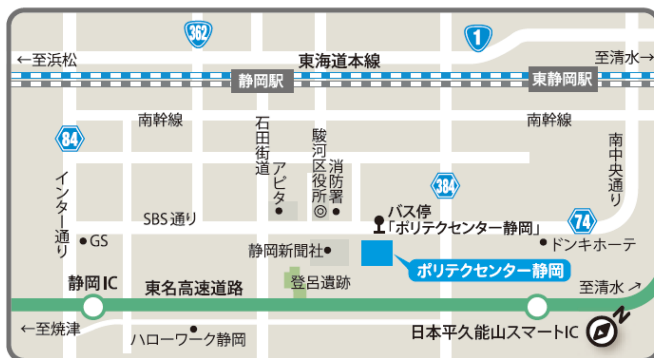 362
1
←至浜松
東海道本線
至清水→
静岡駅
東静岡駅
南幹線
南幹線
84
石田街道
アピタ
駿河区役所
消防署
384
南中央通り
インター通り
SBS通り
バス停
「ポリテクセンター静岡」
74
GS
静岡新聞社
ドンキホーテ
ポリテクセンター静岡
静岡IC
東名高速道路
登呂遺跡
至清水↗
←至焼津
ハローワーク静岡
日本平久能山スマートIC
N